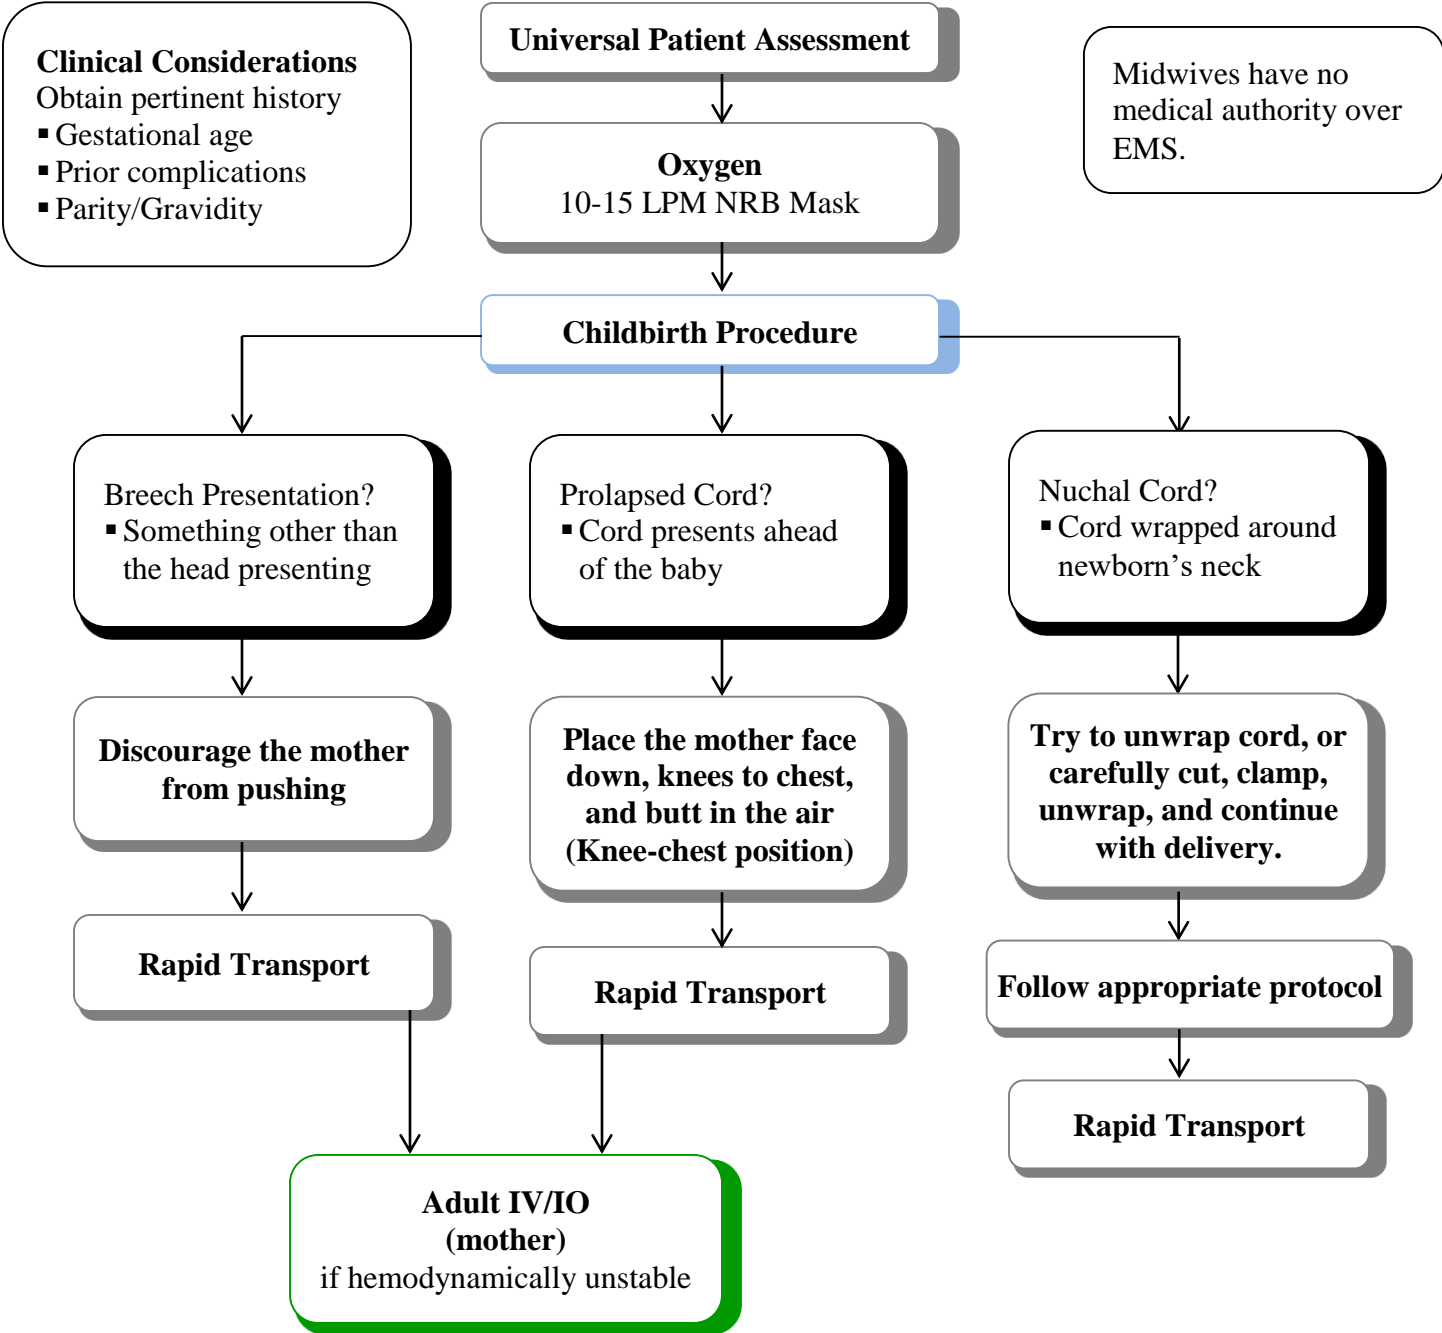 Clinical Considerations
Obtain pertinent history
▪ Gestational age
▪ Prior complications
▪ Parity/Gravidity
Universal Patient Assessment
Midwives have no
medical authority over
EMS.
Oxygen
10-15 LPM NRB Mask
Childbirth Procedure
Breech Presentation?
▪ Something other than
the head presenting
Discourage the mother
from pushing
Rapid Transport
Prolapsed Cord?
▪ Cord presents ahead
of the baby
Place the mother face
down, knees to chest,
and butt in the air
(Knee-chest position)
Rapid Transport
Adult IV/IO
(mother)
if hemodynamically unstable
Nuchal Cord?
▪ Cord wrapped around
newborn’s neck
Try to unwrap cord, or
carefully cut, clamp,
unwrap, and continue
with delivery.
Follow appropriate protocol
Rapid Transport